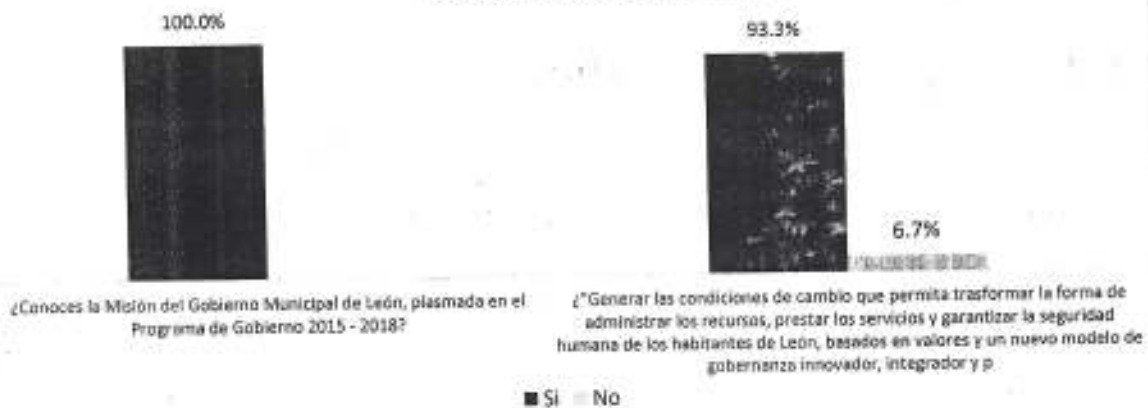 100.0%
93.3%
6.7%
¿Conoces la Misión del Gobierno Municipal de León, plasmada en el
Programa de Gobierno 2015 - 2018?
¿"Generar las condiciones de cambio que permita trasformar la forma de
administrar los recursos, prestar los servicios y garantizar la seguridad
humana de los habitantes de León, basados en valores y un nuevo modelo de
gobernanza innovador, integrador y p
Si No